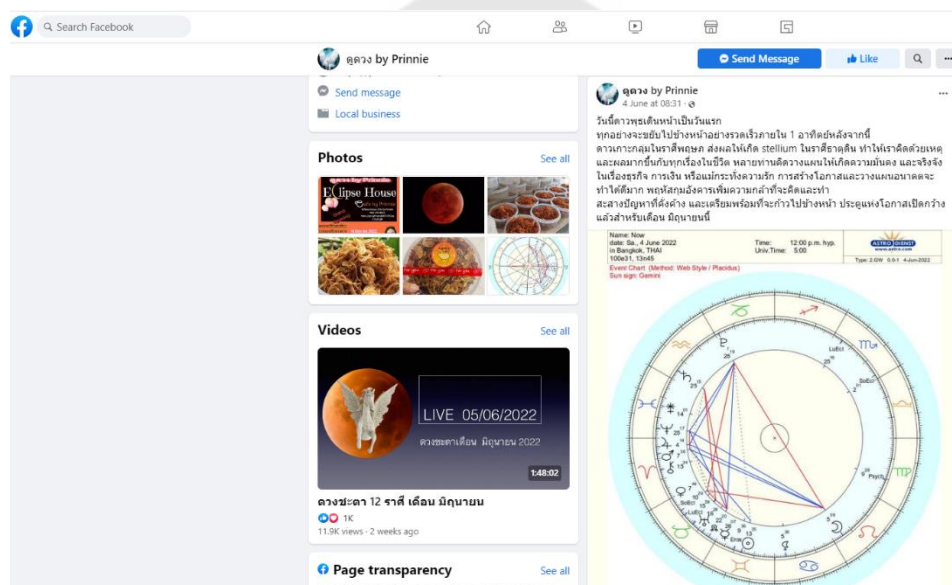 Search Facebook
ดูดวง by Prinnie
Send Message
Like
Send message
Local business
Photos
See all
Eclipse House
Videos
See all
LIVE 05/06/2022
ดวงชะตาเดือน มิถุนายน 2022
1:48:02
ดวงชะตา 12 ราศี เดือน มิถุนายน
1K
11.9K views · 2 weeks ago
Page transparency
See all
ดูดวง by Prinnie
4 June at 08:31 ·
วันนี้ดาวพุธเดินหน้าเป็นวันแรก
ทุกอย่างจะขยับไปข้างหน้าอย่างรวดเร็วภายใน 1 อาทิตย์หลังจากนี้
ดาวเกาะกลุ่มในราศีพฤษภ ส่งผลให้เกิด stellium ในราศีธาตุดิน ทำให้เราคิดด้วยเหตุ
และผลมากขึ้นกับทุกเรื่องในชีวิต หลายท่านคิดวางแผนให้เกิดความมั่นคง และจริงจัง
ในเรื่องธุรกิจ การเงิน หรือแม้กระทั่งความรัก การสร้างโอกาสและวางแผนอนาคตจะ
ทำได้ดีมาก พฤหัสกุมอังคารเพิ่มความกล้าที่จะคิดและทำ
สะสางปัญหาที่คั่งค้าง และเตรียมพร้อมที่จะก้าวไปข้างหน้า ประตูแห่งโอกาสเปิดกว้าง
แล้วสำหรับเดือน มิถุนายนนี้
Name: Now
date: Sa., 4 June 2022
in Bangkok, THAI
100e31, 13n45
Time: 12:00 p.m. hyp.
Univ.Time: 5:00
ASTRO DIENST
www.astro.com
Type: 2.GW 0.0-1 4-Jun-2022
Event Chart (Method: Web Style / Placidus)
Sun sign: Gemini
LuEcl
SoEcl
Psych
SoEcl
LuEcl
Eris